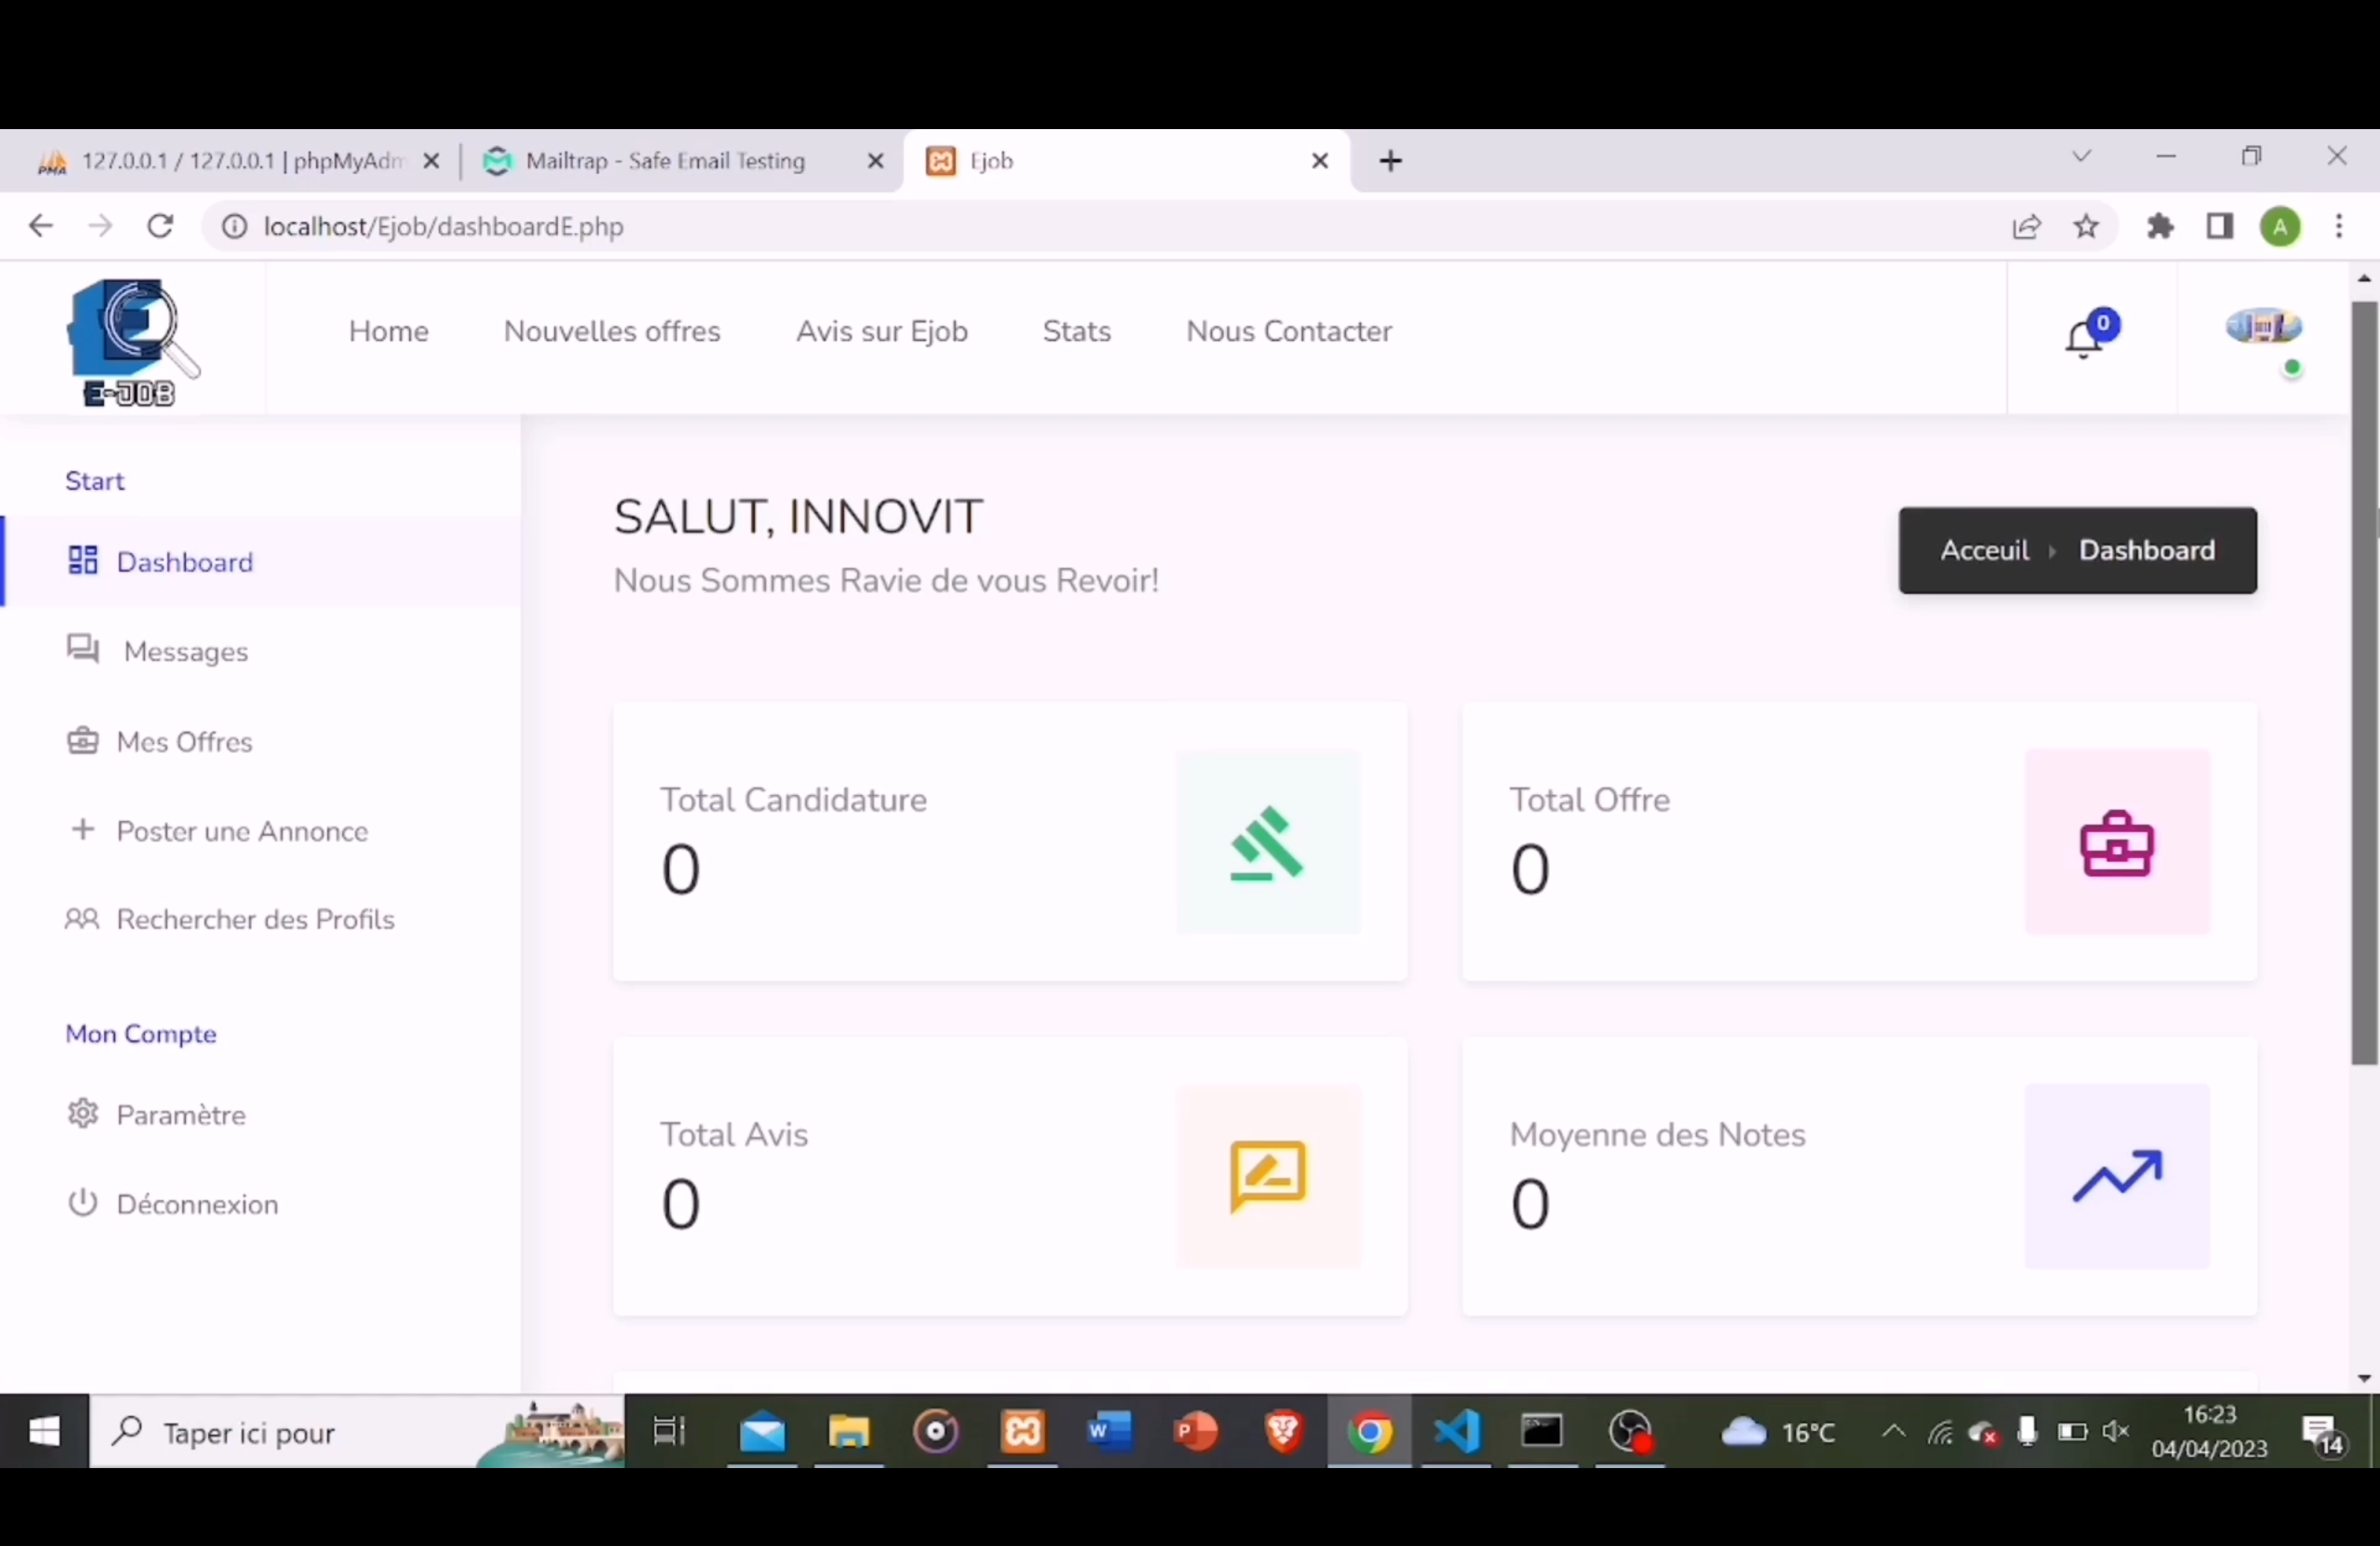 127.0.0.1 / 127.0.0.1 | phpMyAdm
Mailtrap - Safe Email Testing
Ejob
localhost/Ejob/dashboardE.php
A
E-JOB
Home
Nouvelles offres
Avis sur Ejob
Stats
Nous Contacter
0
Start
Dashboard
Messages
Mes Offres
Poster une Annonce
Rechercher des Profils
Mon Compte
Paramètre
Déconnexion
SALUT, INNOVIT
Nous Sommes Ravie de vous Revoir!
Acceuil Dashboard
Total Candidature
0
Total Offre
0
Total Avis
0
Moyenne des Notes
0
Taper ici pour
16°C
16:23
04/04/2023
14